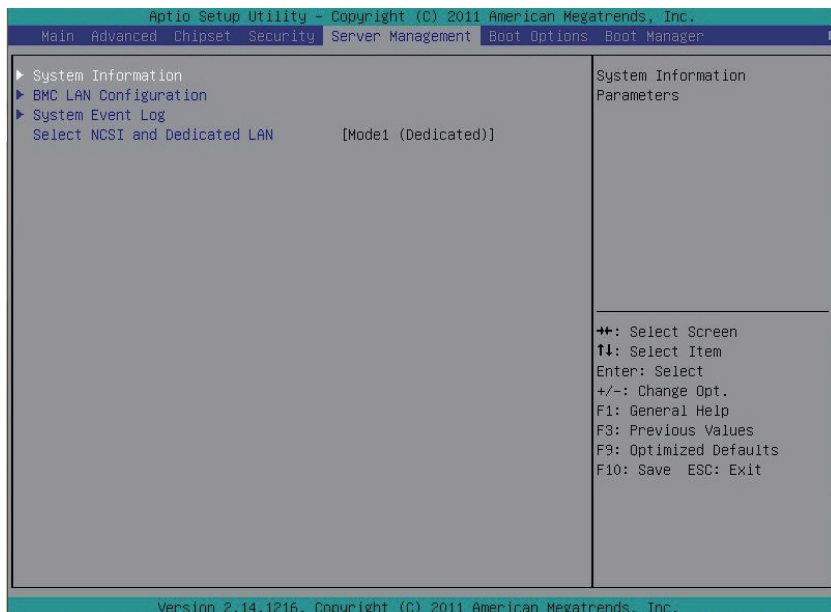 Aptio Setup Utility – Copyright (C) 2011 American Megatrends, Inc.
Main Advanced Chipset Security Server Management Boot Options Boot Manager
▶ System Information
▶ BMC LAN Configuration
▶ System Event Log
Select NCSI and Dedicated LAN [Mode1 (Dedicated)]
System Information
Parameters
→←: Select Screen
↑↓: Select Item
Enter: Select
+/-: Change Opt.
F1: General Help
F3: Previous Values
F9: Optimized Defaults
F10: Save ESC: Exit
Version 2.14.1216. Copyright (C) 2011 American Megatrends, Inc.